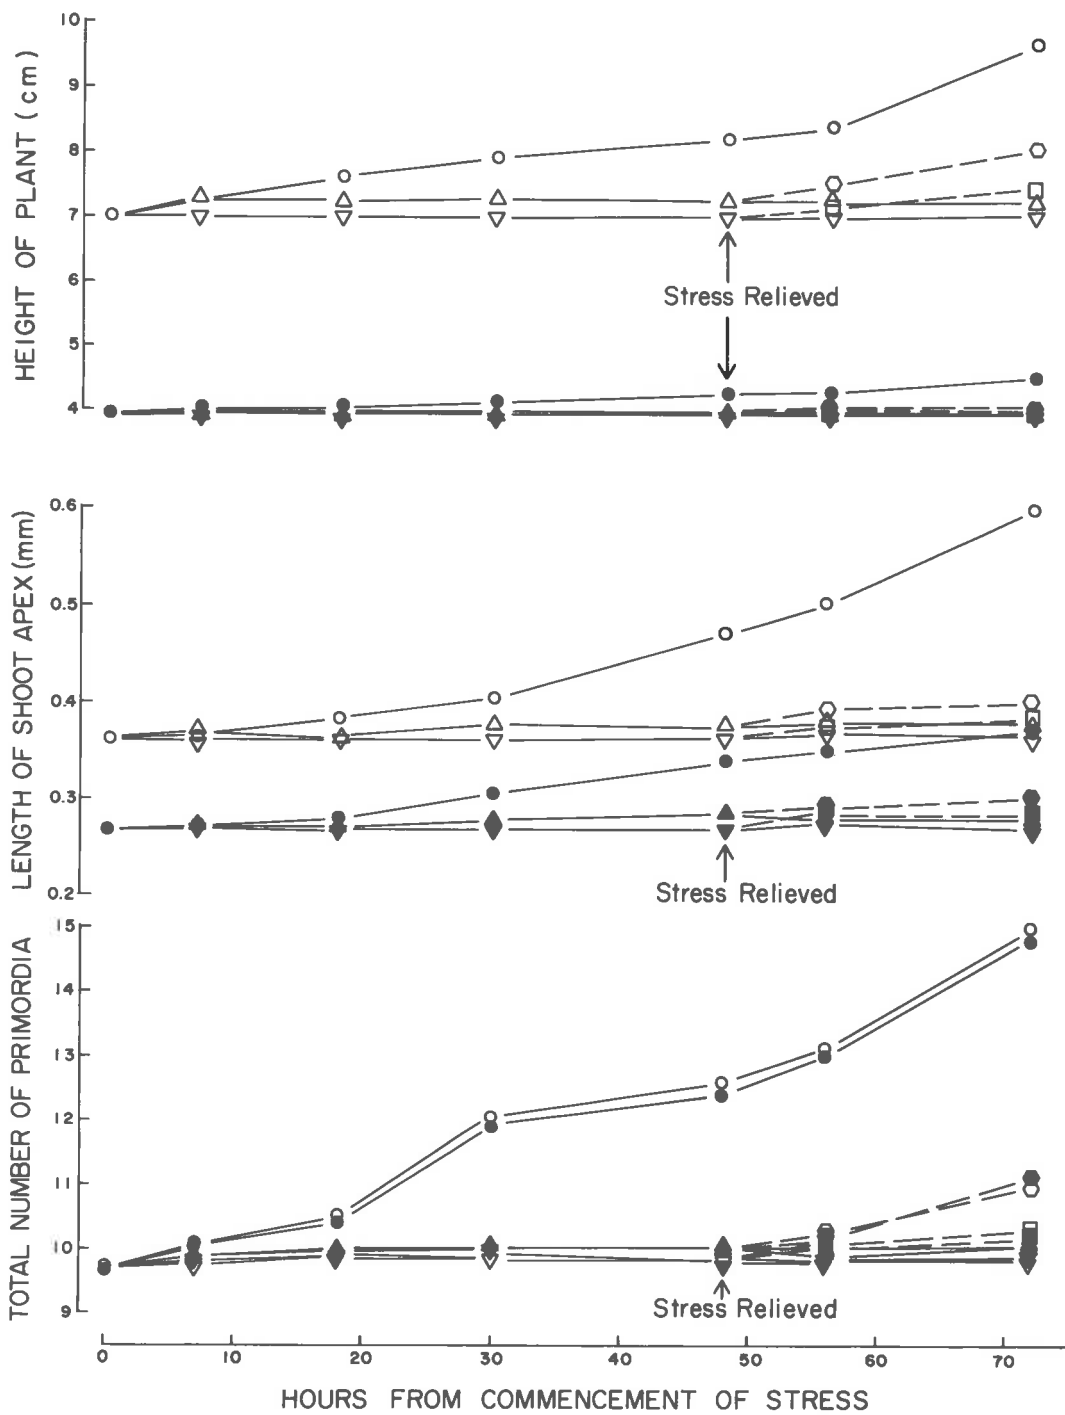 HEIGHT OF PLANT (cm)
10
9
8
7
6
5
4
Stress Relieved
LENGTH OF SHOOT APEX (mm)
0.6
0.5
0.4
0.3
0.2
Stress Relieved
TOTAL NUMBER OF PRIMORDIA
15
14
13
12
11
10
9
Stress Relieved
0 10 20 30 40 50 60 70
HOURS FROM COMMENCEMENT OF STRESS